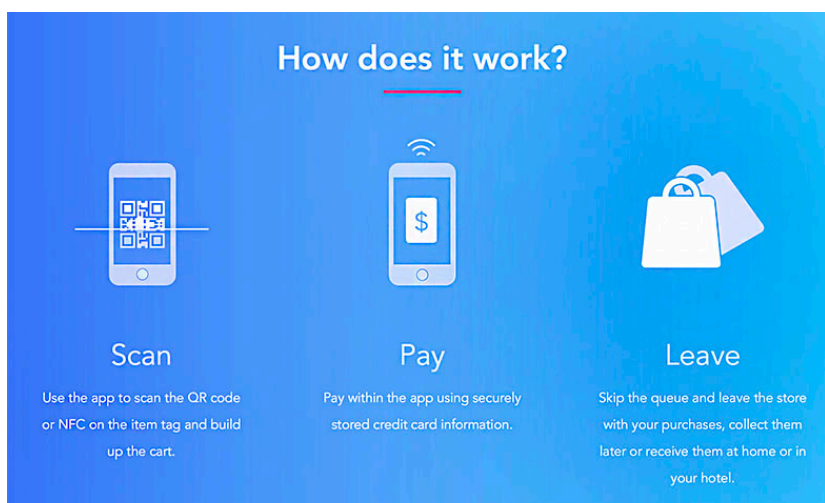 How does it work?
$
Scan
Use the app to scan the QR code
or NFC on the item tag and build
up the cart.
Pay
Pay within the app using securely
stored credit card information.
Leave
Skip the queue and leave the store
with your purchases, collect them
later or receive them at home or in
your hotel.